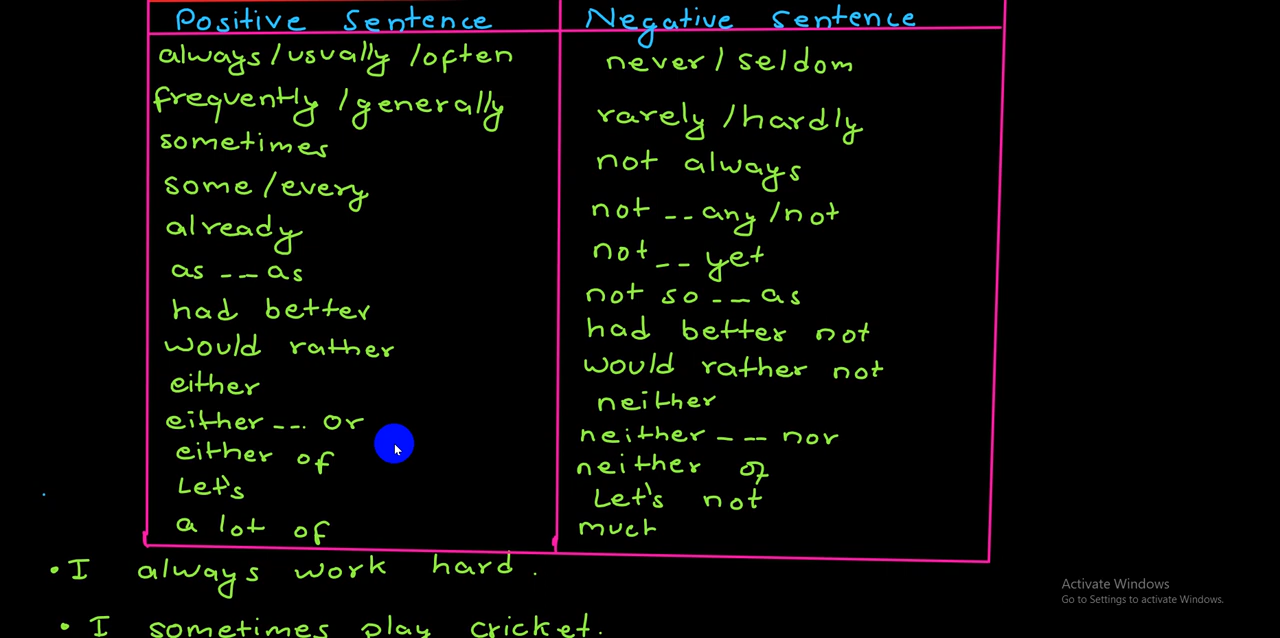 Positive Sentence Negative Sentence
always/usually/often never/seldom
frequently/generally rarely/hardly
sometimes not always
some/every not -- any/not
already not -- yet
as -- as not so -- as
had better had better not
would rather would rather not
either neither
either --. or neither -- nor
either of neither of
Let's Let's not
a lot of much
• I always work hard.
• I sometimes play cricket.
Activate Windows
Go to Settings to activate Windows.